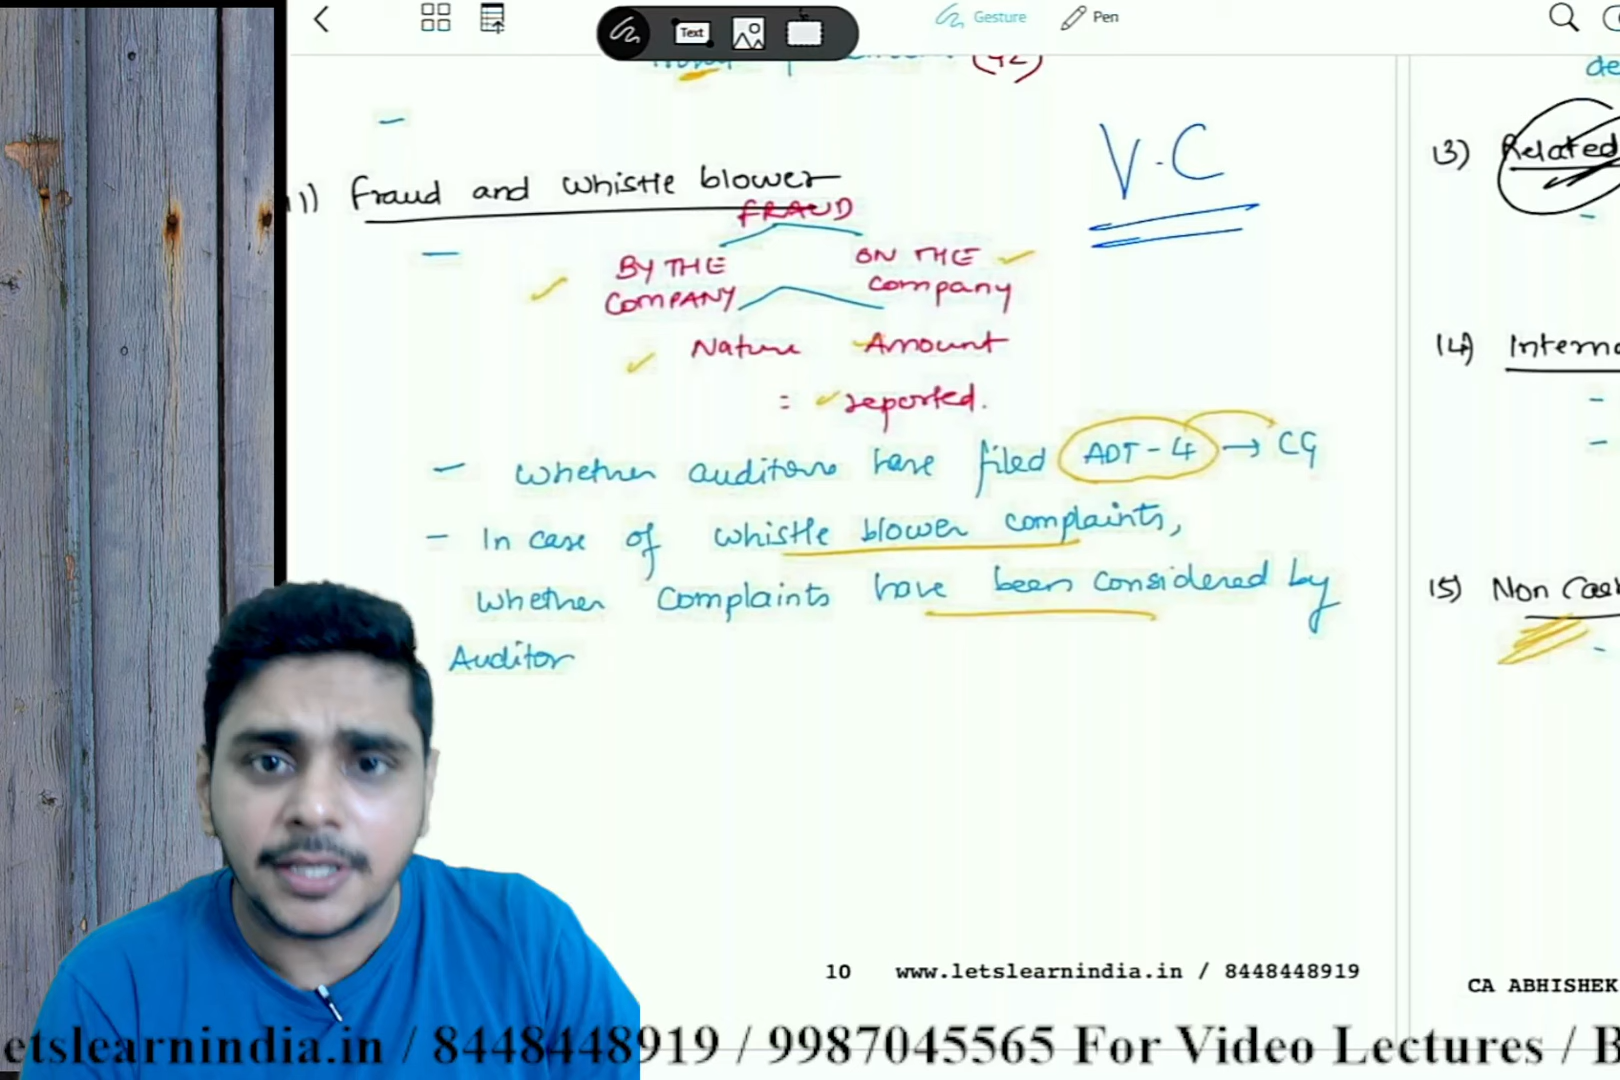 Gesture
Pen
Text
(42)
11) Fraud and whistle blower
V.C
FRAUD
BY THE COMPANY
ON THE Company
Nature Amount
= reported.
- whether auditors have filed ADT-4 → CG
- In case of whistle blower complaints,
whether complaints have been considered by
Auditor
10 www.letslearnindia.in / 8448448919
de
13) Related
14)
15) Non
CA ABHISHEK
etslearnindia.in / 8448448919 / 9987045565 For Video Lectures / B